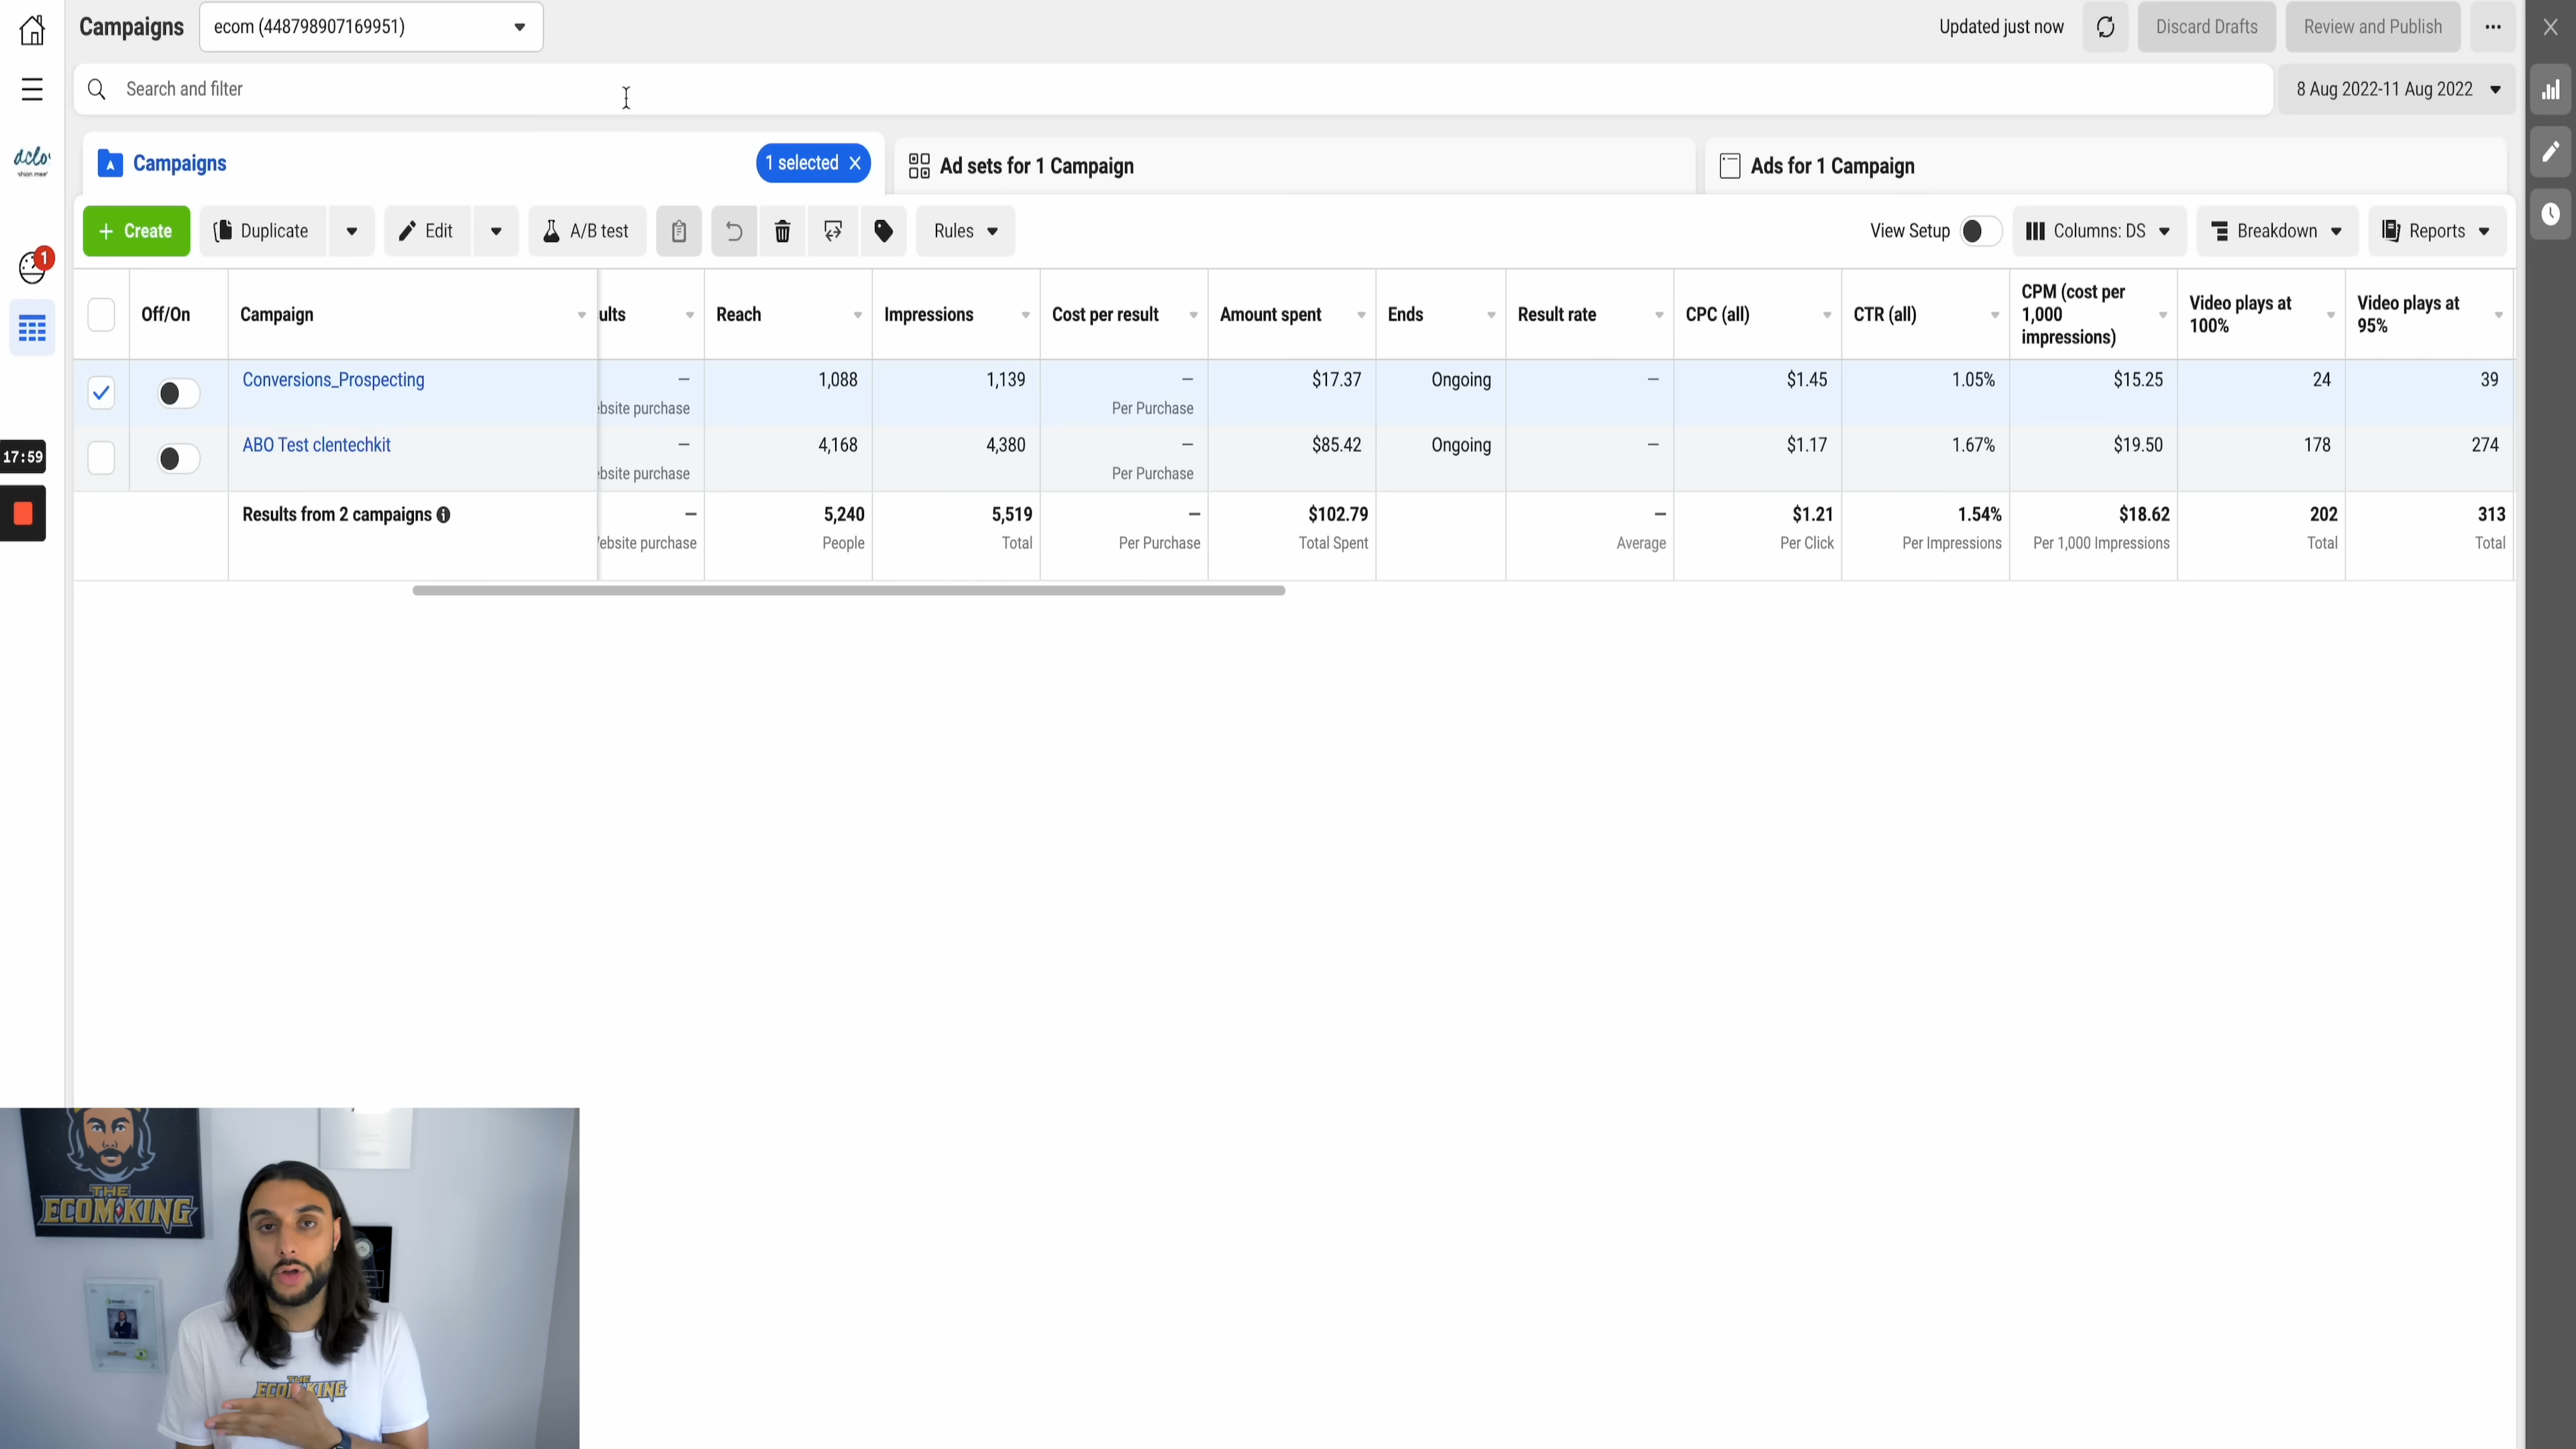 Campaigns
ecom (448798907169951)
Updated just now
Discard Drafts
Review and Publish
Search and filter
8 Aug 2022-11 Aug 2022
Campaigns
1 selected
Ad sets for 1 Campaign
Ads for 1 Campaign
+ Create
Duplicate
Edit
A/B test
Rules
View Setup
Columns: DS
Breakdown
Reports
1
Off/On
Campaign
ults
Reach
Impressions
Cost per result
Amount spent
Ends
Result rate
CPC (all)
CTR (all)
CPM (cost per
1,000
impressions)
Video plays at
100%
Video plays at
95%
Conversions_Prospecting
—
1,088
1,139
—
$17.37
Ongoing
—
$1.45
1.05%
$15.25
24
39
ebsite purchase
Per Purchase
ABO Test clentechkit
—
4,168
4,380
—
$85.42
Ongoing
—
$1.17
1.67%
$19.50
178
274
ebsite purchase
Per Purchase
17:59
Results from 2 campaigns
—
5,240
5,519
—
$102.79
—
$1.21
1.54%
$18.62
202
313
ebsite purchase
People
Total
Per Purchase
Total Spent
Average
Per Click
Per Impressions
Per 1,000 Impressions
Total
Total
THE
ECOM KING
THE
ECOM KING